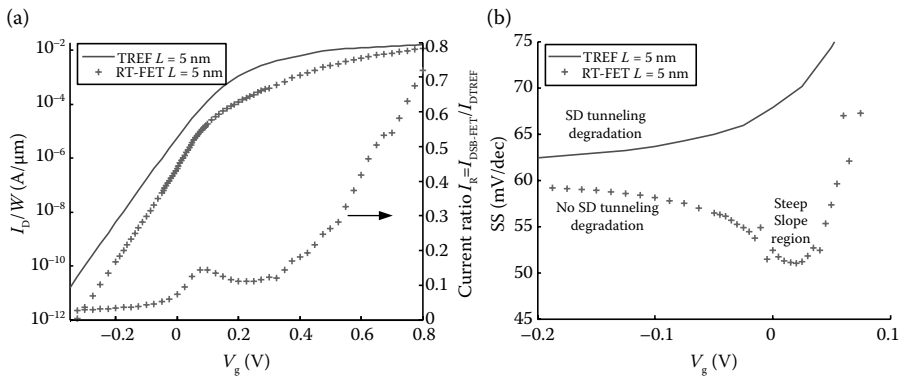 (a)
TREF L = 5 nm
RT-FET L = 5 nm
10⁻²
10⁻⁴
10⁻⁶
10⁻⁸
10⁻¹⁰
10⁻¹²
I_D/W (A/μm)
−0.2
0
0.2
0.4
0.6
0.8
V_g (V)
0.8
0.7
0.6
0.5
0.4
0.3
0.2
0.1
0
Current ratio I_R=I_DSB-FET/I_DTREF
(b)
TREF L = 5 nm
RT-FET L = 5 nm
75
70
65
60
55
50
45
SS (mV/dec)
SD tunneling
degradation
No SD tunneling
degradation
Steep
Slope
region
−0.2
−0.1
0
0.1
V_g (V)